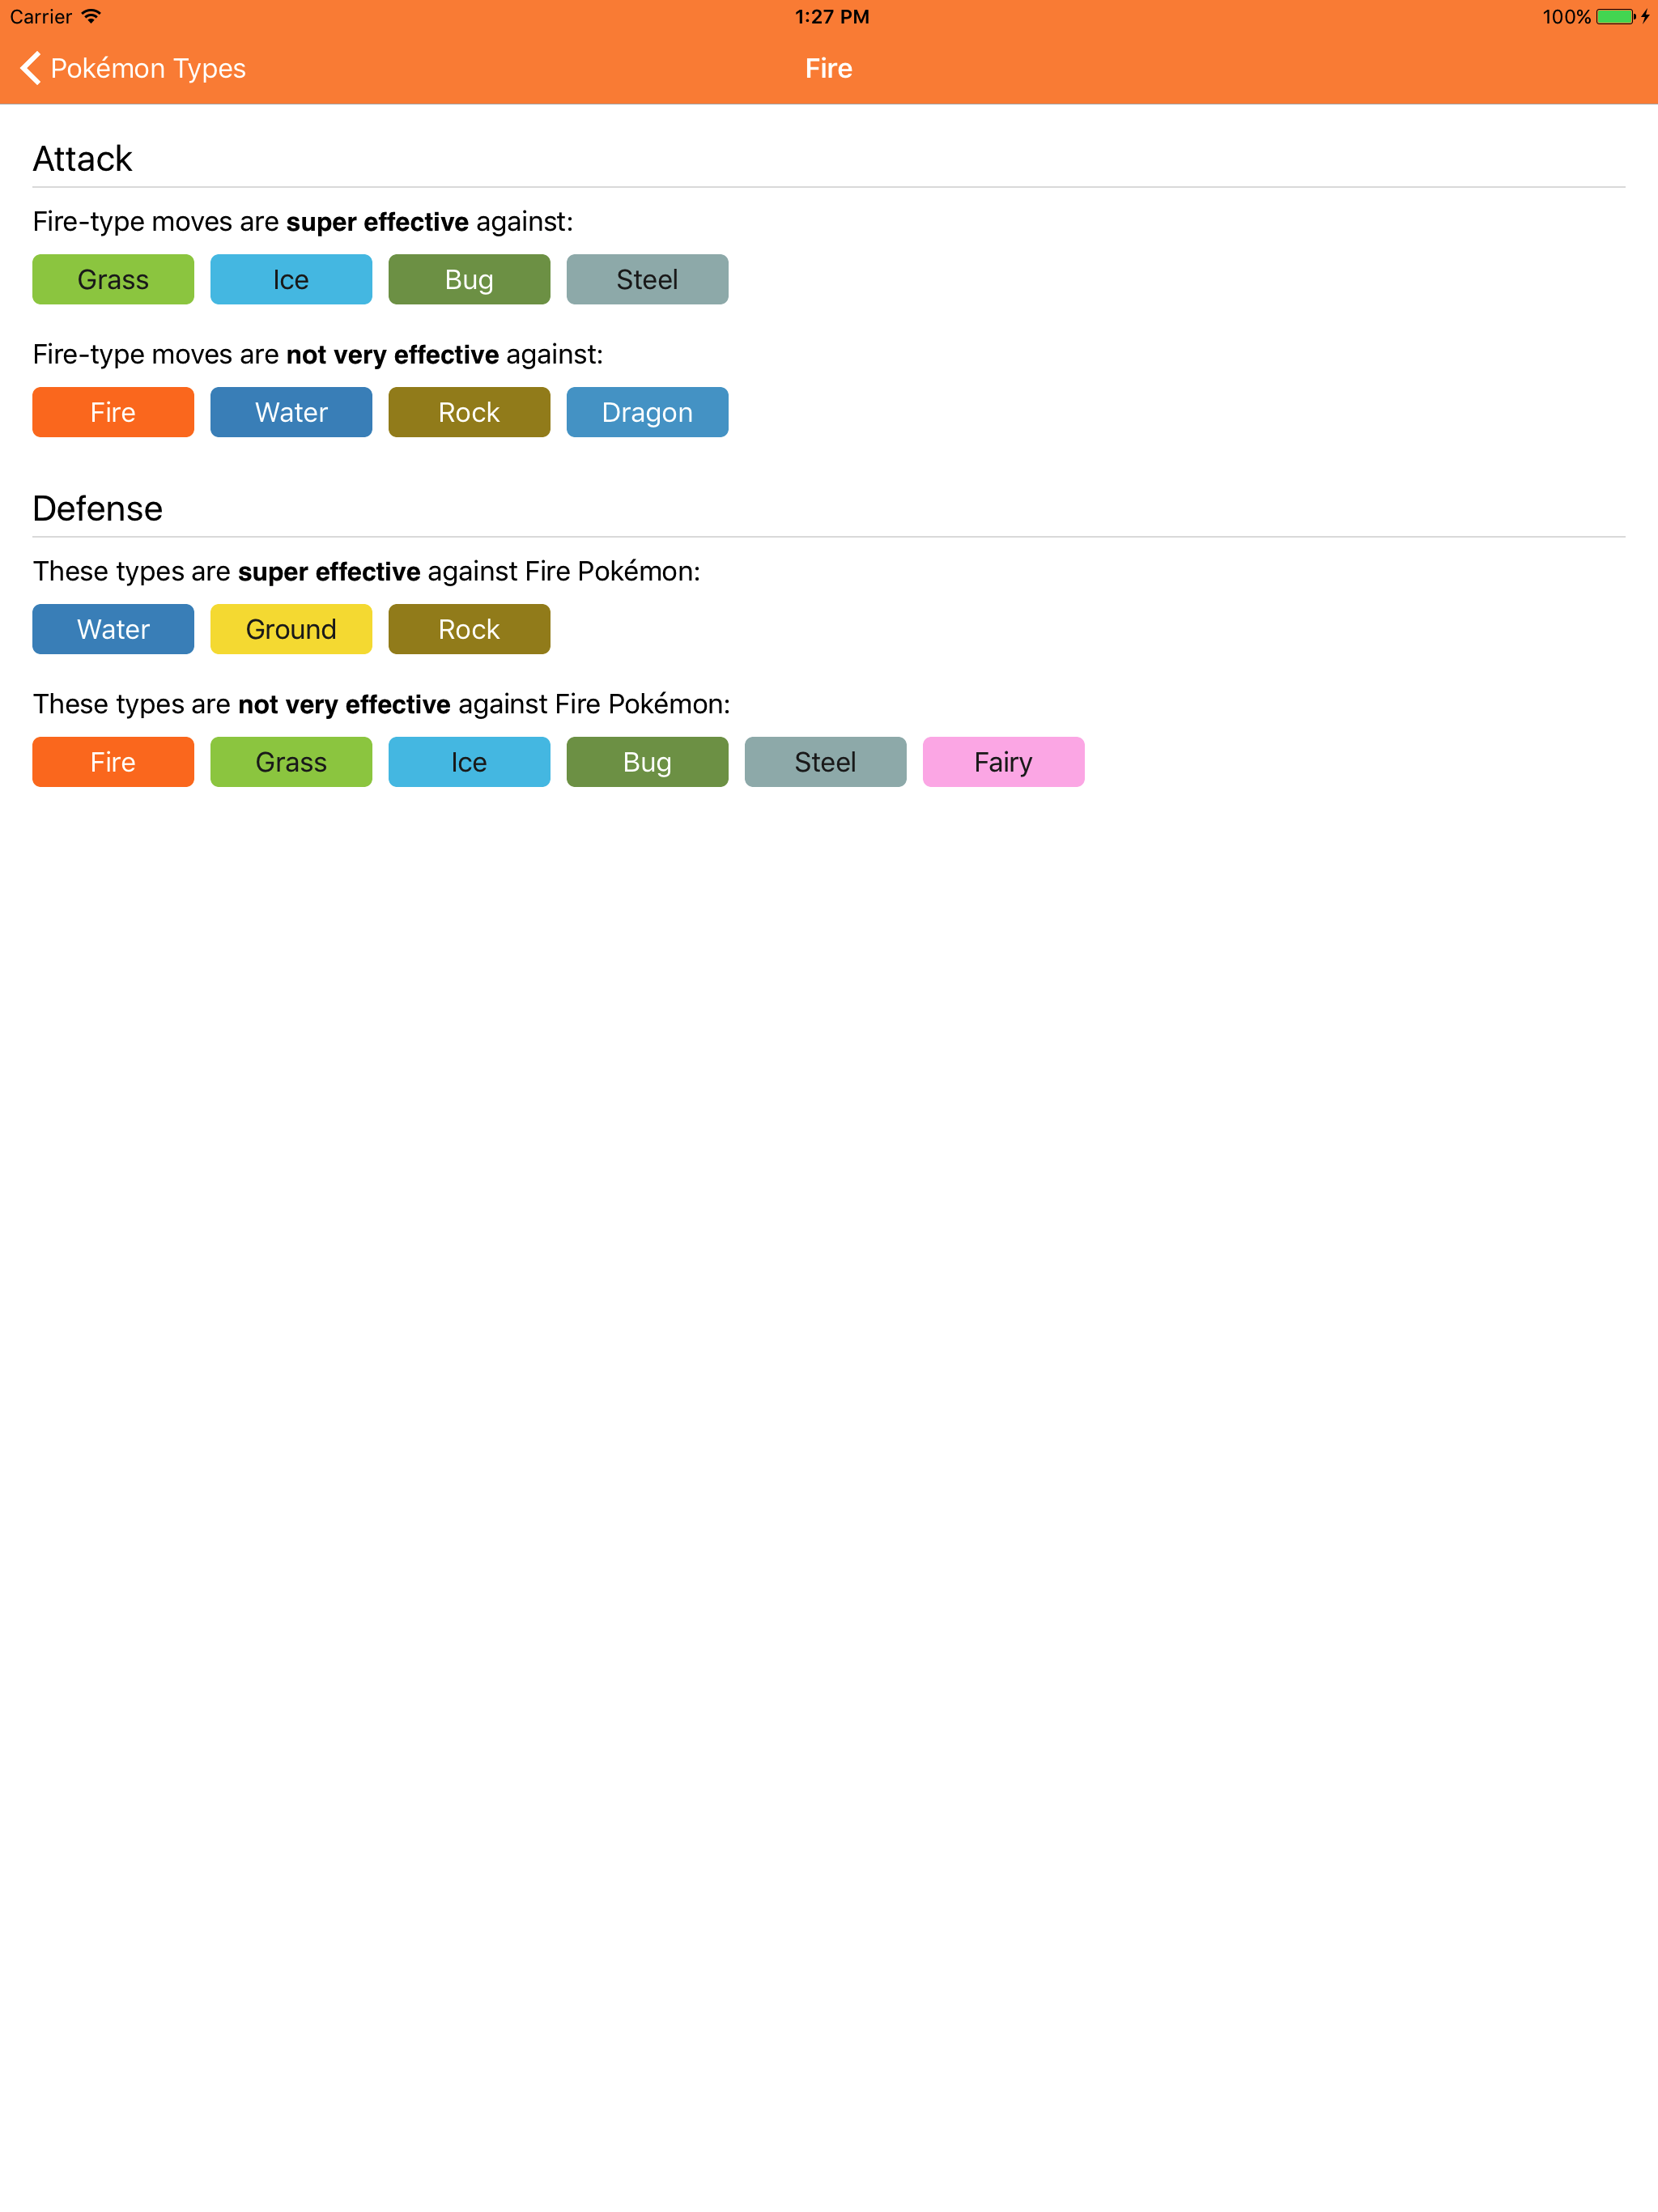 Carrier 1:27 PM 100%
Pokémon Types Fire
Attack
Fire-type moves are super effective against:
Grass Ice Bug Steel
Fire-type moves are not very effective against:
Fire Water Rock Dragon
Defense
These types are super effective against Fire Pokémon:
Water Ground Rock
These types are not very effective against Fire Pokémon:
Fire Grass Ice Bug Steel Fairy